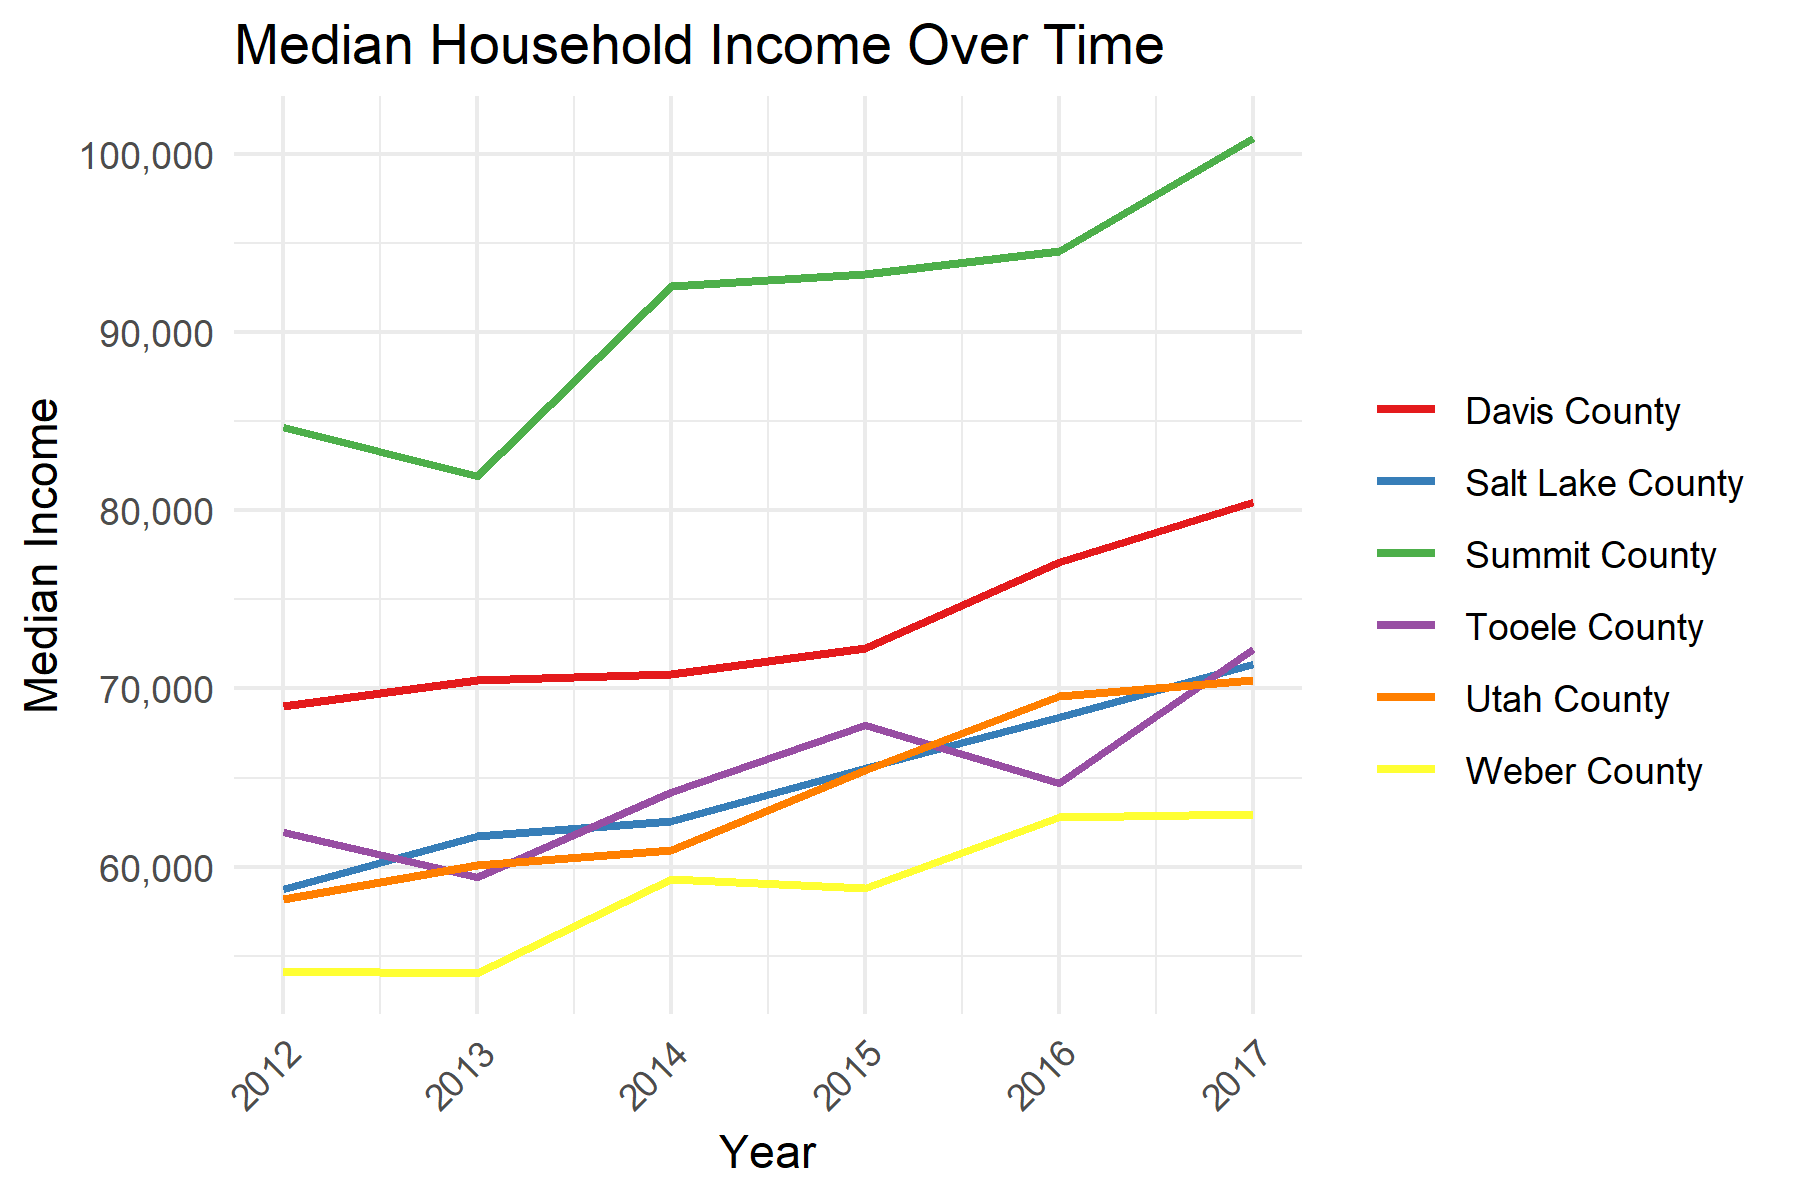 Median Household Income Over Time
100,000
90,000
80,000
70,000
60,000
Median Income
2012
2013
2014
2015
2016
2017
Year
Davis County
Salt Lake County
Summit County
Tooele County
Utah County
Weber County